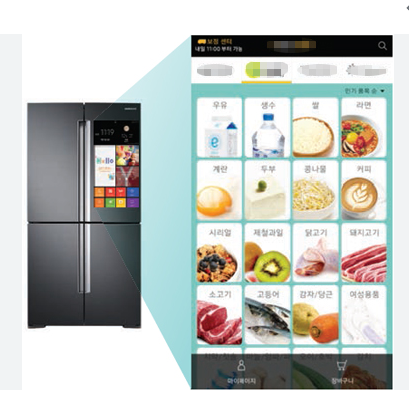 보정 센터
내일 11:00 부터 가능
인기 품목 순
우유 생수 쌀 라면
계란 두부 콩나물 커피
시리얼 제철과일 닭고기 돼지고기
소고기 고등어 감자/당근 여성용품
마이페이지 장바구니
11:19